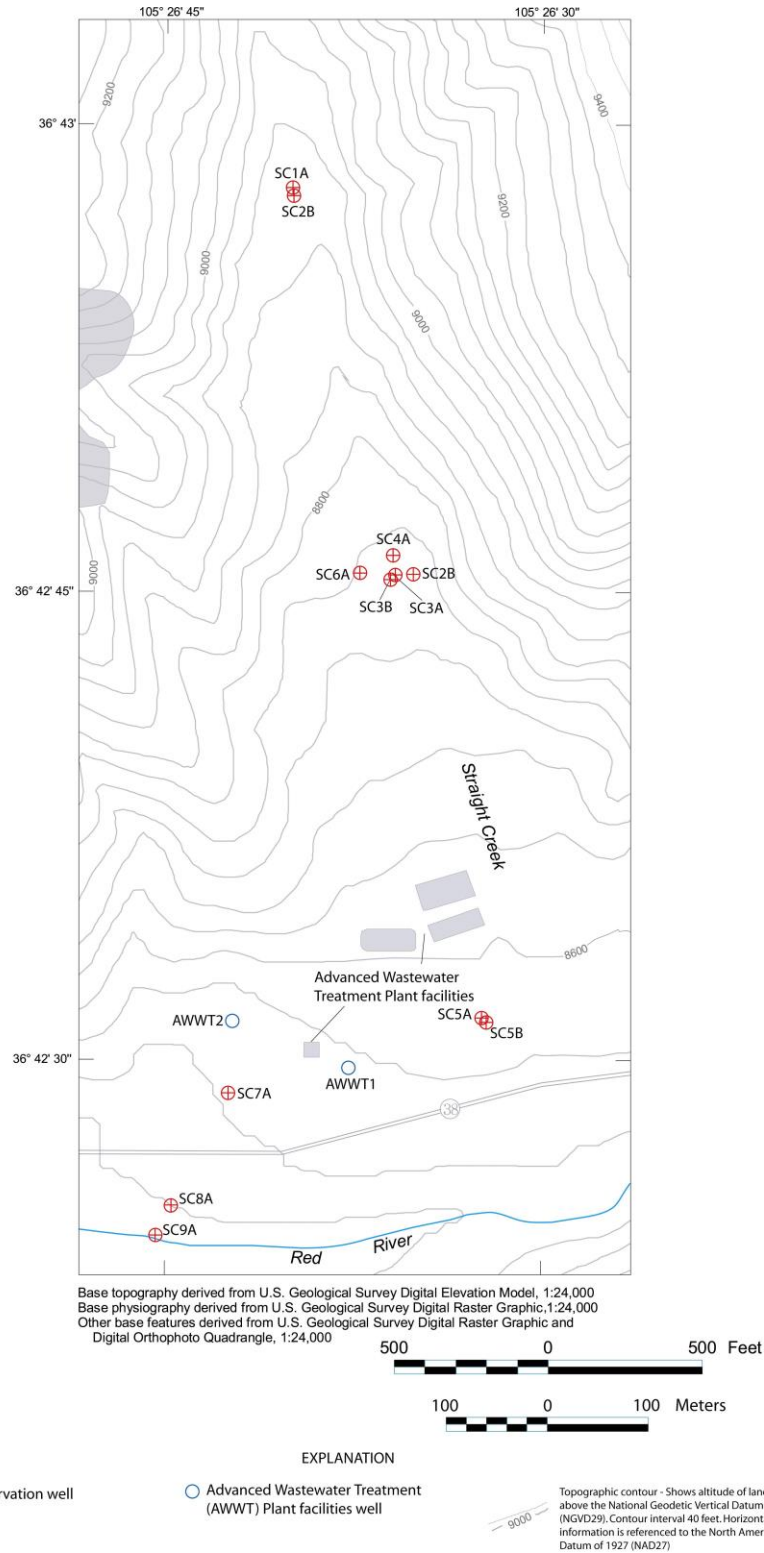 105° 26' 45"
105° 26' 30"
36° 43'
9200
9400
SC1A
SC2B
9200
9000
9000
8800
SC4A
9000
SC6A
SC2B
36° 42' 45"
SC3B
SC3A
Straight Creek
8600
Advanced Wastewater
Treatment Plant facilities
SC5A
SC5B
AWWT2
36° 42' 30"
AWWT1
SC7A
38
SC8A
SC9A
Red River
Base topography derived from U.S. Geological Survey Digital Elevation Model, 1:24,000
Base physiography derived from U.S. Geological Survey Digital Raster Graphic,1:24,000
Other base features derived from U.S. Geological Survey Digital Raster Graphic and
Digital Orthophoto Quadrangle, 1:24,000
500 0 500 Feet
100 0 100 Meters
EXPLANATION
rvation well
Advanced Wastewater Treatment
(AWWT) Plant facilities well
9000
Topographic contour - Shows altitude of lan
above the National Geodetic Vertical Datum
(NGVD29). Contour interval 40 feet. Horizont
information is referenced to the North Amer
Datum of 1927 (NAD27)